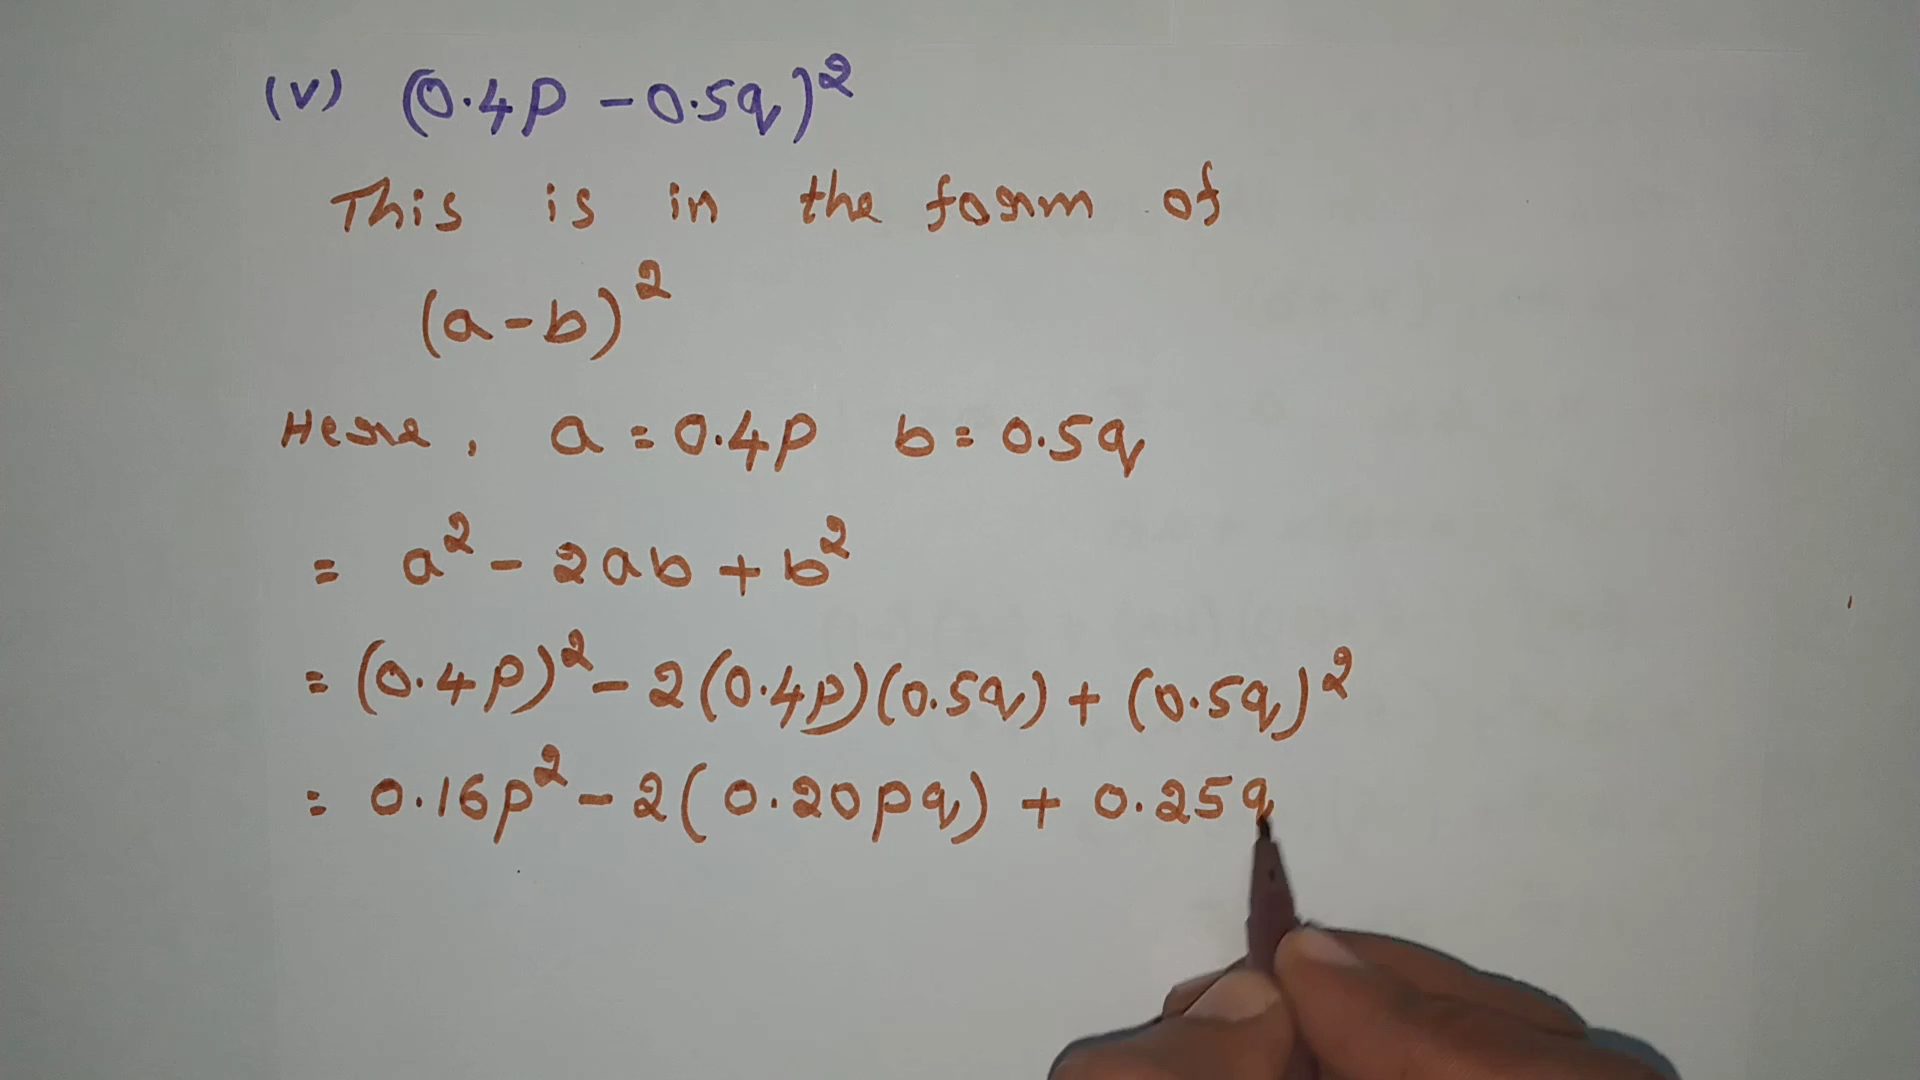 (v) (0.4p - 0.5q)²
This is in the form of
(a-b)²
Here, a = 0.4p b = 0.5q
= a² - 2ab + b²
= (0.4p)² - 2(0.4p)(0.5q) + (0.5q)²
= 0.16p² - 2(0.20pq) + 0.25q